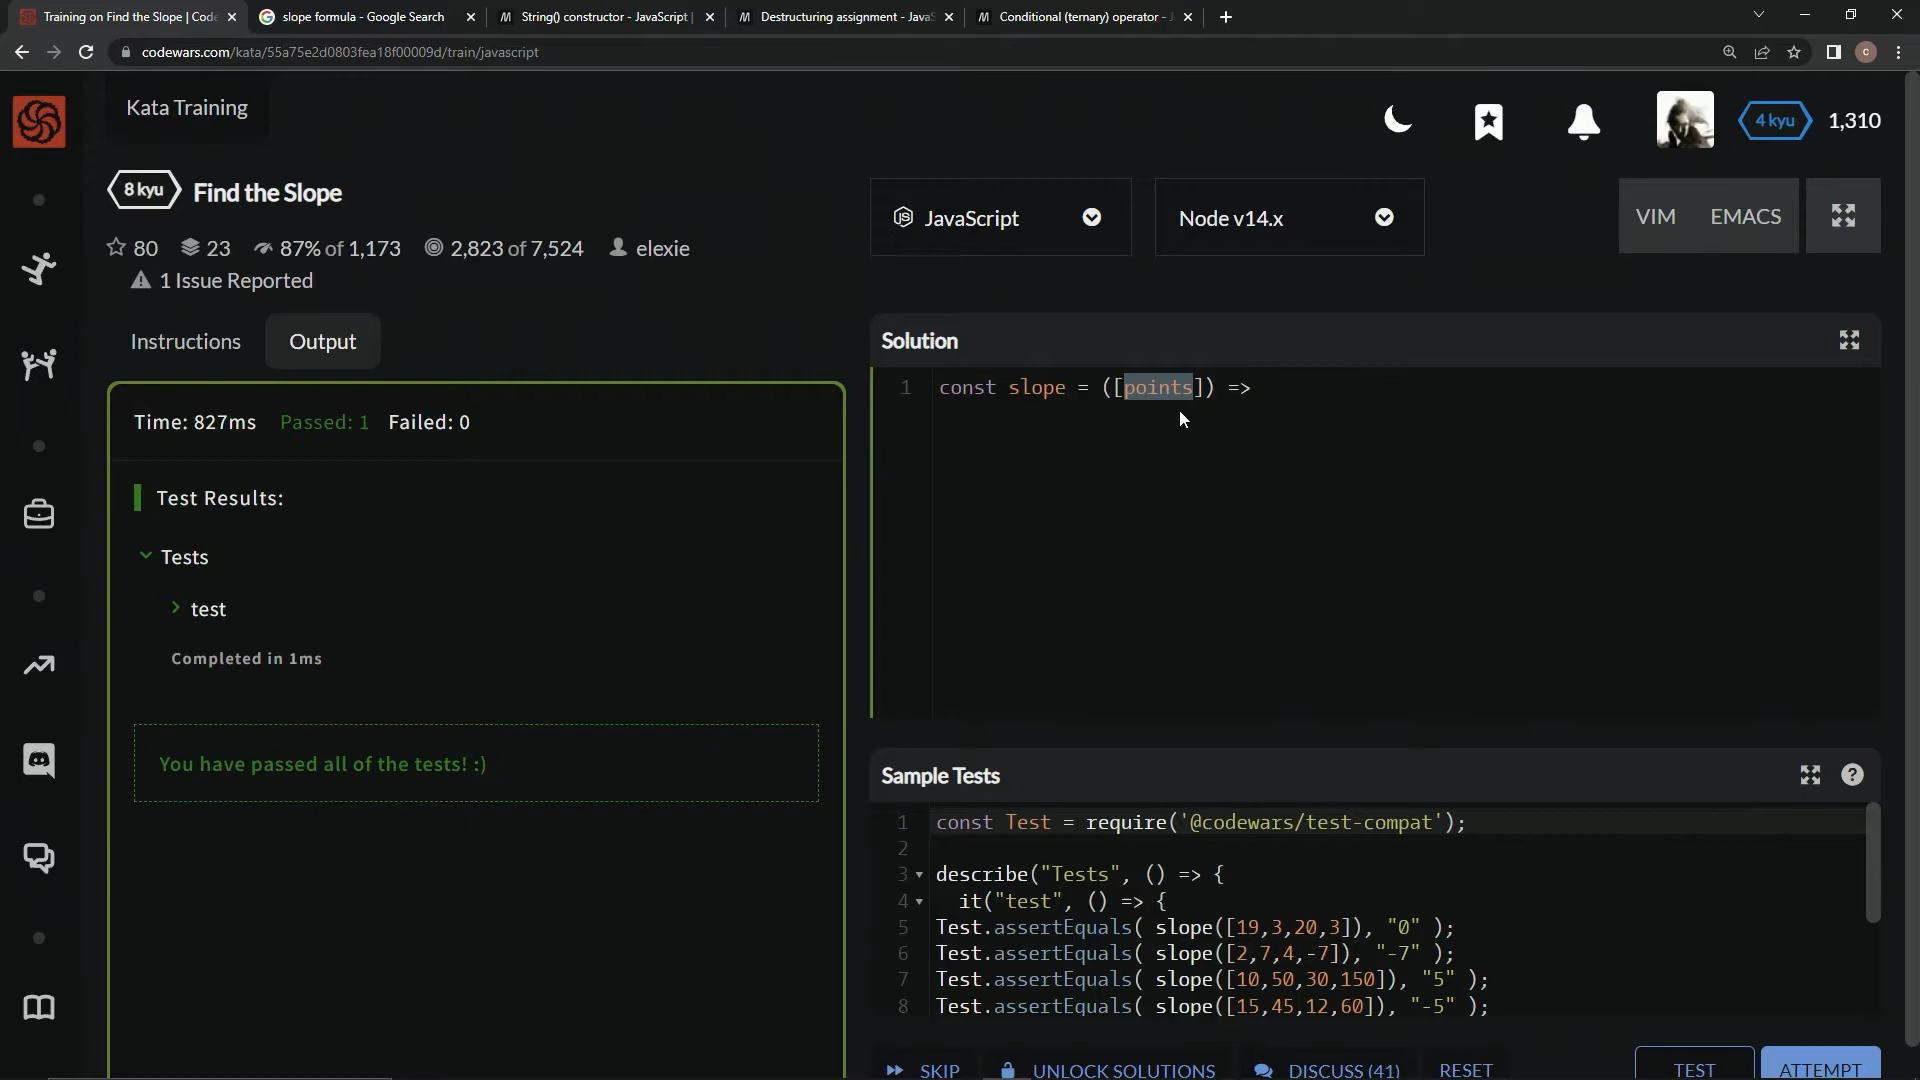 Training on Find the Slope | Code
slope formula - Google Search
String() constructor - JavaScript |
Destructuring assignment - JavaS
Conditional (ternary) operator - J
codewars.com/kata/55a75e2d0803fea18f00009d/train/javascript
C
Kata Training
4 kyu
1,310
8 kyu
Find the Slope
80
23
87% of 1,173
2,823 of 7,524
elexie
1 Issue Reported
JavaScript
Node v14.x
VIM
EMACS
Instructions
Output
Time: 827ms Passed: 1 Failed: 0
Test Results:
Tests
test
Completed in 1ms
You have passed all of the tests! :)
Solution
1 const slope = ([points]) =>
Sample Tests
1 const Test = require('@codewars/test-compat');
2
3 describe("Tests", () => {
4 it("test", () => {
5 Test.assertEquals( slope([19,3,20,3]), "0" );
6 Test.assertEquals( slope([2,7,4,-7]), "-7" );
7 Test.assertEquals( slope([10,50,30,150]), "5" );
8 Test.assertEquals( slope([15,45,12,60]), "-5" );
SKIP
UNLOCK SOLUTIONS
DISCUSS (41)
RESET
TEST
ATTEMPT